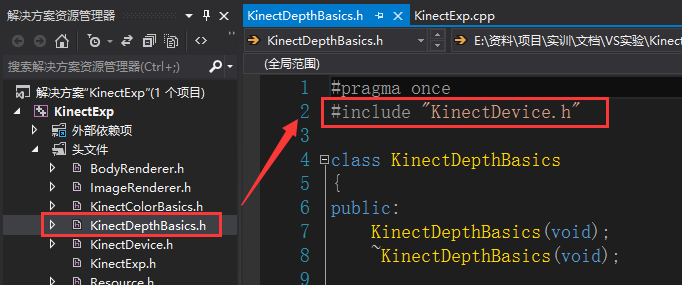 解决方案资源管理器
搜索解决方案资源管理器(Ctrl+;)
解决方案"KinectExp"(1 个项目)
KinectExp
外部依赖项
头文件
BodyRenderer.h
ImageRenderer.h
KinectColorBasics.h
KinectDepthBasics.h
KinectDevice.h
KinectExp.h
Resource.h
KinectDepthBasics.h
KinectExp.cpp
KinectDepthBasics.h
E:\资料\项目\实训\文档\VS实验\Kinec
(全局范围)
1 #pragma once
2 #include "KinectDevice.h"
3
4 class KinectDepthBasics
5 {
6 public:
7 KinectDepthBasics(void);
8 ~KinectDepthBasics(void);
9